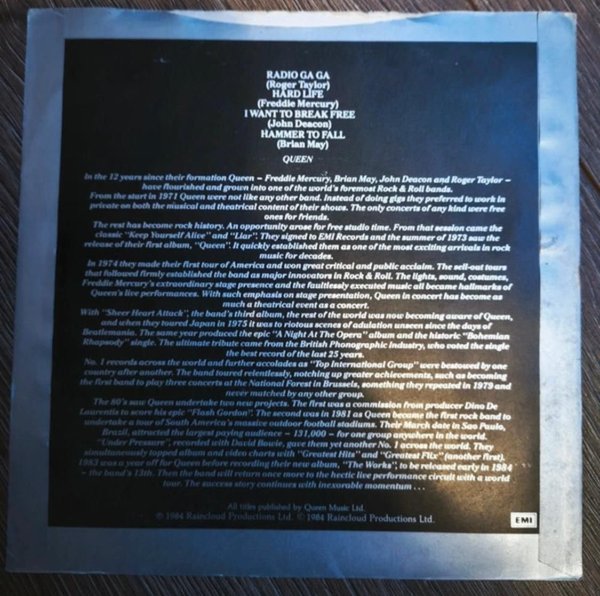 RADIO GA GA
(Roger Taylor)
HARD LIFE
(Freddie Mercury)
I WANT TO BREAK FREE
(John Deacon)
HAMMER TO FALL
(Brian May)
QUEEN
In the 12 years since their formation Queen – Freddie Mercury, Brian May, John Deacon and Roger Taylor –
have flourished and grown into one of the world's foremost Rock & Roll bands.
From the start in 1971 Queen were not like any other band. Instead of doing gigs they preferred to work in
private on both the musical and theatrical content of their shows. The only concerts of any kind were free
ones for friends.
The rest has become rock history. An opportunity arose for free studio time. From that session came the
classic "Keep Yourself Alive" and "Liar". They signed to EMI Records and the summer of 1973 saw the
release of their first album, "Queen". It quickly established them as one of the most exciting arrivals in rock
music for decades.
In 1974 they made their first tour of America and won great critical and public acclaim. The sell-out tours
that followed firmly established the band as major innovators in Rock & Roll. The lights, sound, costumes,
Freddie Mercury's extraordinary stage presence and the faultlessly executed music all became hallmarks of
Queen's live performances. With such emphasis on stage presentation, Queen in concert has become as
much a theatrical event as a concert.
With "Sheer Heart Attack", the band's third album, the rest of the world was now becoming aware of Queen,
and when they toured Japan in 1975 it was to riotous scenes of adulation unseen since the days of
Beatlemania. The same year produced the epic "A Night At The Opera" album and the historic "Bohemian
Rhapsody" single. The ultimate tribute came from the British Phonographic Industry, who voted the single
the best record of the last 25 years.
No. 1 records across the world and further accolades as "Top International Group" were bestowed by one
country after another. The band toured relentlessly, notching up greater achievements, such as becoming
the first band to play three concerts at the National Forest in Brussels, something they repeated in 1979 and
never matched by any other group.
The 80's saw Queen undertake two new projects. The first was a commission from producer Dino De
Laurentis to score his epic "Flash Gordon". The second was in 1981 as Queen became the first rock band to
undertake a tour of South America's massive outdoor football stadiums. Their March date in Sao Paulo,
Brazil, attracted the largest paying audience – 131,000 – for one group anywhere in the world.
"Under Pressure", recorded with David Bowie, gave them yet another No. 1 across the world. They
simultaneously topped album and video charts with "Greatest Hits" and "Greatest Flix" (another first).
1983 was a year off for Queen before recording their new album, "The Works", to be released early in 1984
– the band's 13th. Then the band will return once more to the hectic live performance circuit with a world
tour. The success story continues with inexorable momentum . . .
All titles published by Queen Music Ltd.
℗ 1984 Raincloud Productions Ltd. © 1984 Raincloud Productions Ltd.
EMI